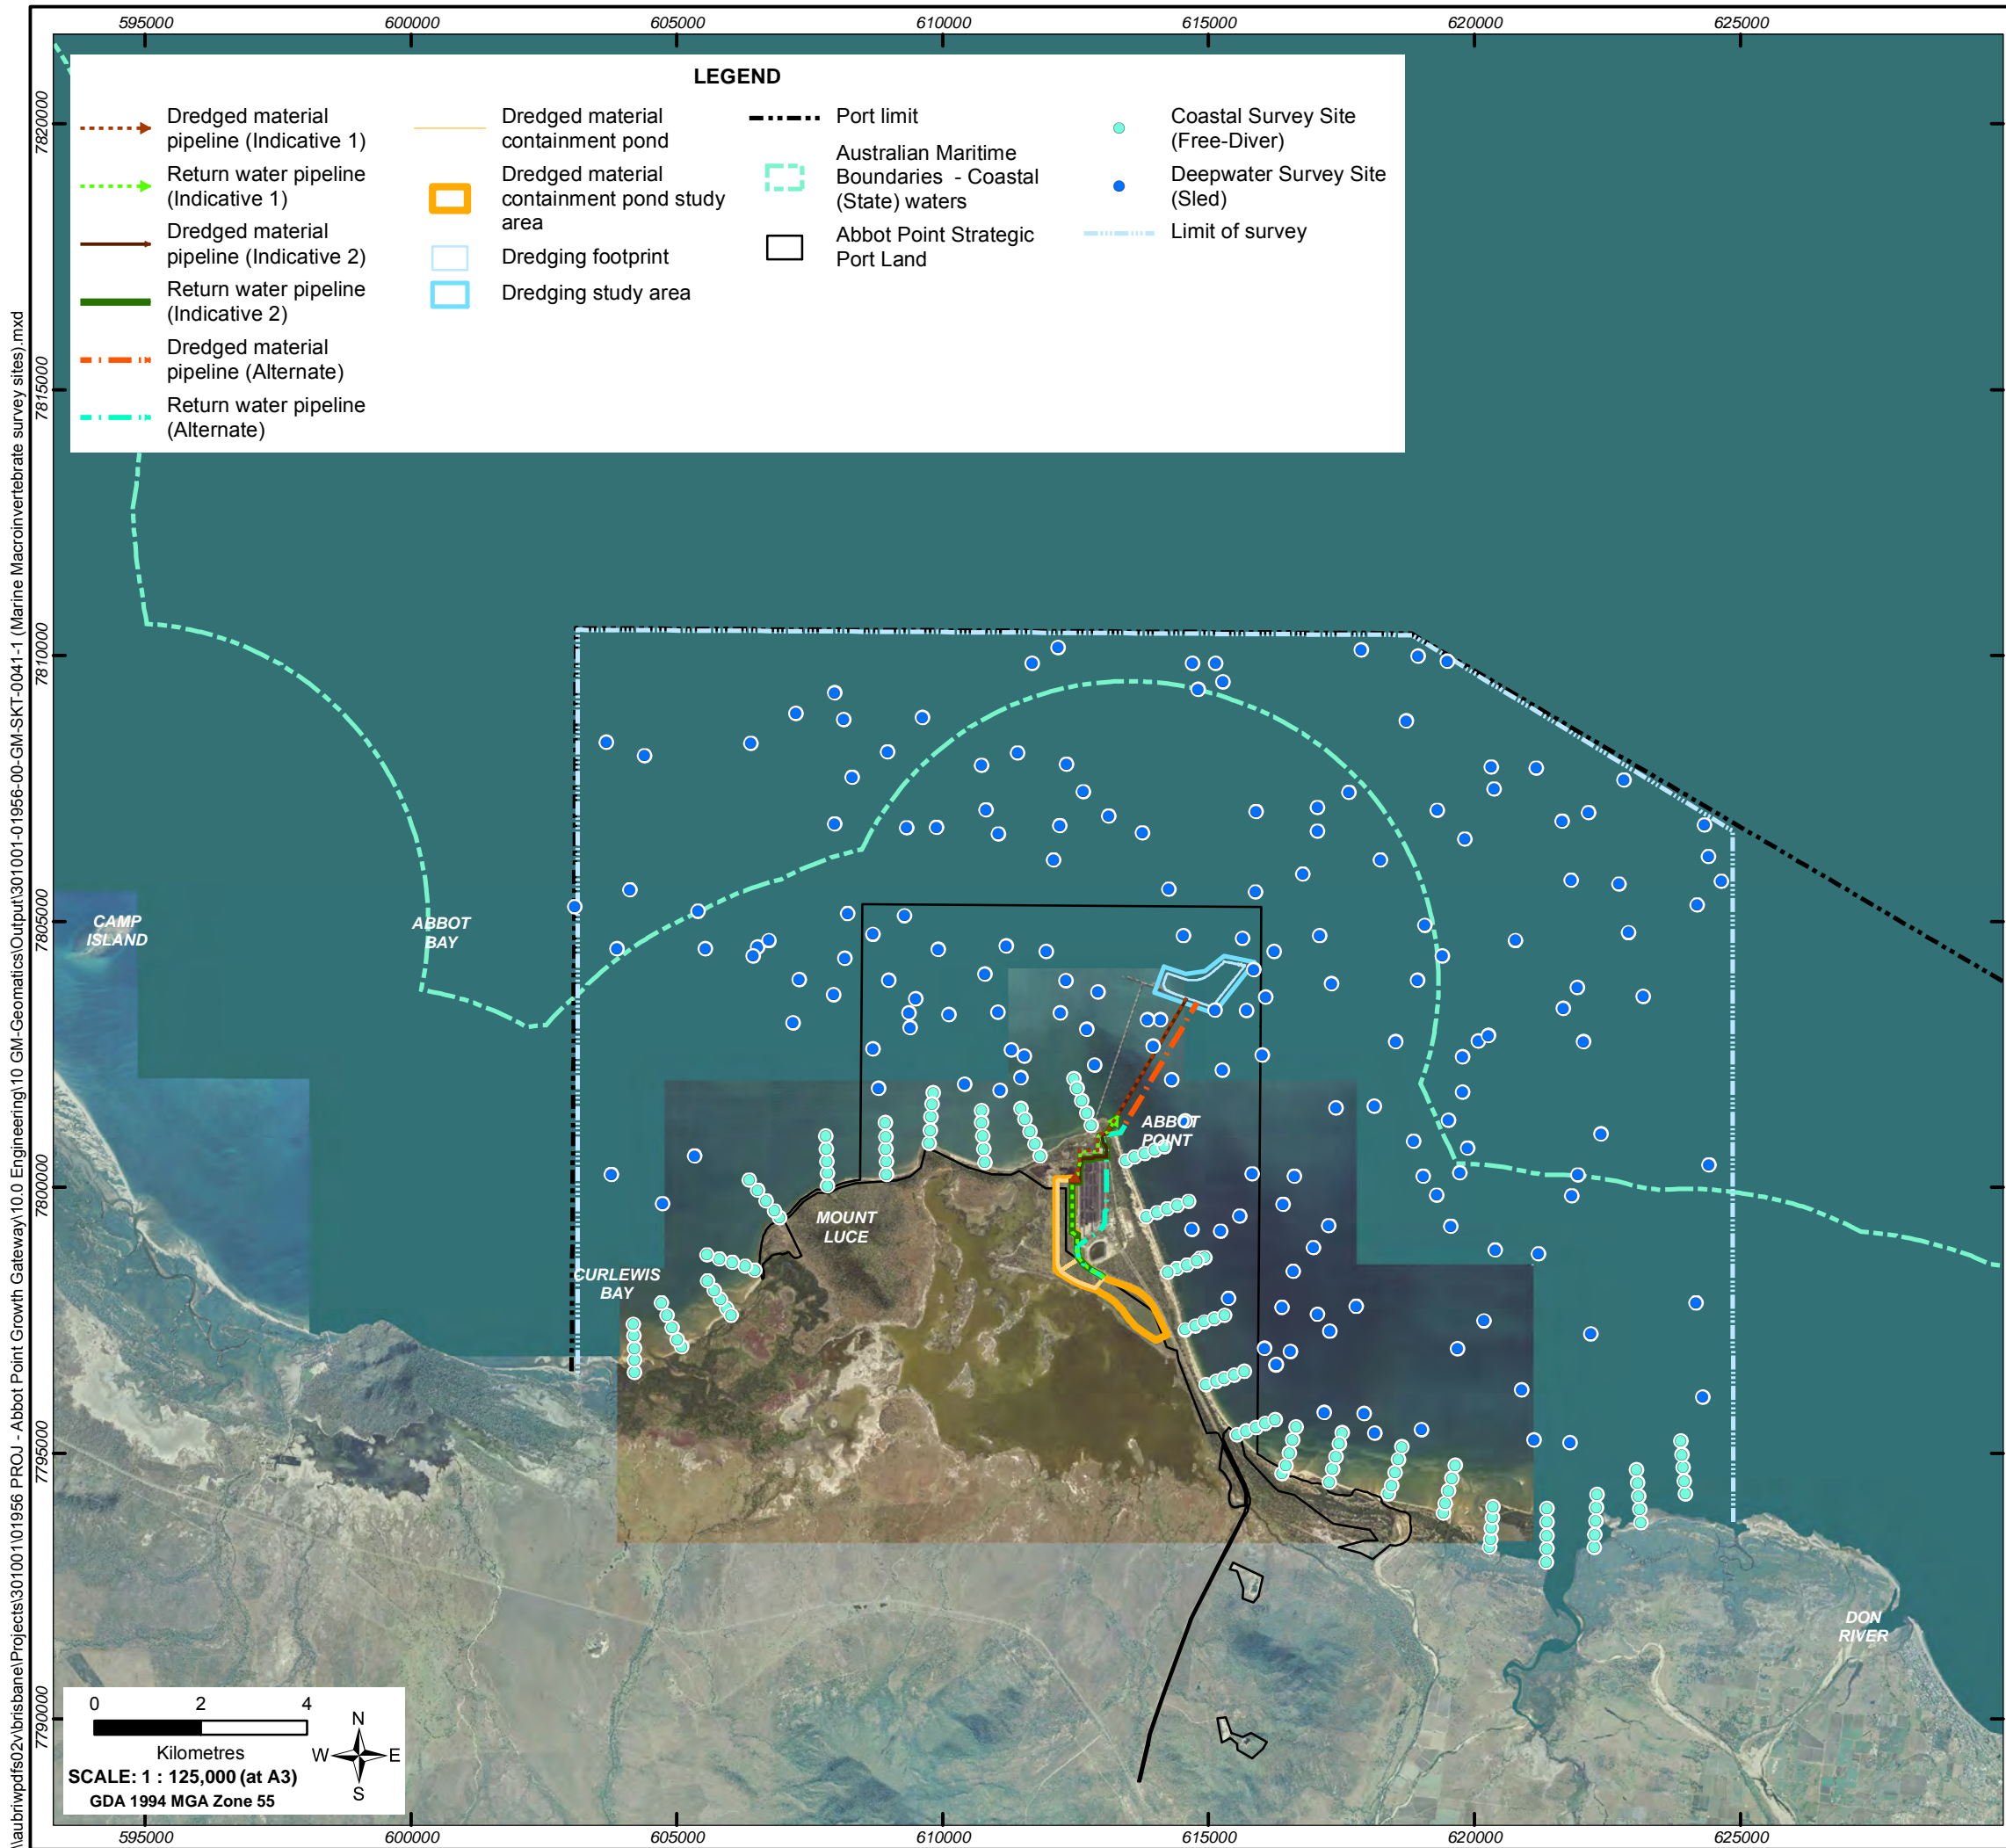 595000 600000 605000 610000 615000 620000 625000
LEGEND
Dredged material
pipeline (Indicative 1)
Return water pipeline
(Indicative 1)
Dredged material
pipeline (Indicative 2)
Return water pipeline
(Indicative 2)
Dredged material
pipeline (Alternate)
Return water pipeline
(Alternate)
Dredged material
containment pond
Dredged material
containment pond study
area
Dredging footprint
Dredging study area
Port limit
Australian Maritime
Boundaries - Coastal
(State) waters
Abbot Point Strategic
Port Land
Coastal Survey Site
(Free-Diver)
Deepwater Survey Site
(Sled)
Limit of survey
7820000
7815000
7810000
7805000
7800000
7795000
7790000
\\aubriwpdfs02v\brisbane\Projects\301001\01956 PROJ - Abbot Point Growth Gateway\10.0 Engineering\10 GM-Geomatics\Output\301001-01956-00-GM-SKT-0041-1 (Marine Macroinvertebrate survey sites).mxd
CAMP
ISLAND
ABBOT
BAY
ABBOT
POINT
MOUNT
LUCE
CURLEWIS
BAY
DON
RIVER
0 2 4
Kilometres
SCALE: 1 : 125,000 (at A3)
GDA 1994 MGA Zone 55
N
W E
S
595000 600000 605000 610000 615000 620000 625000